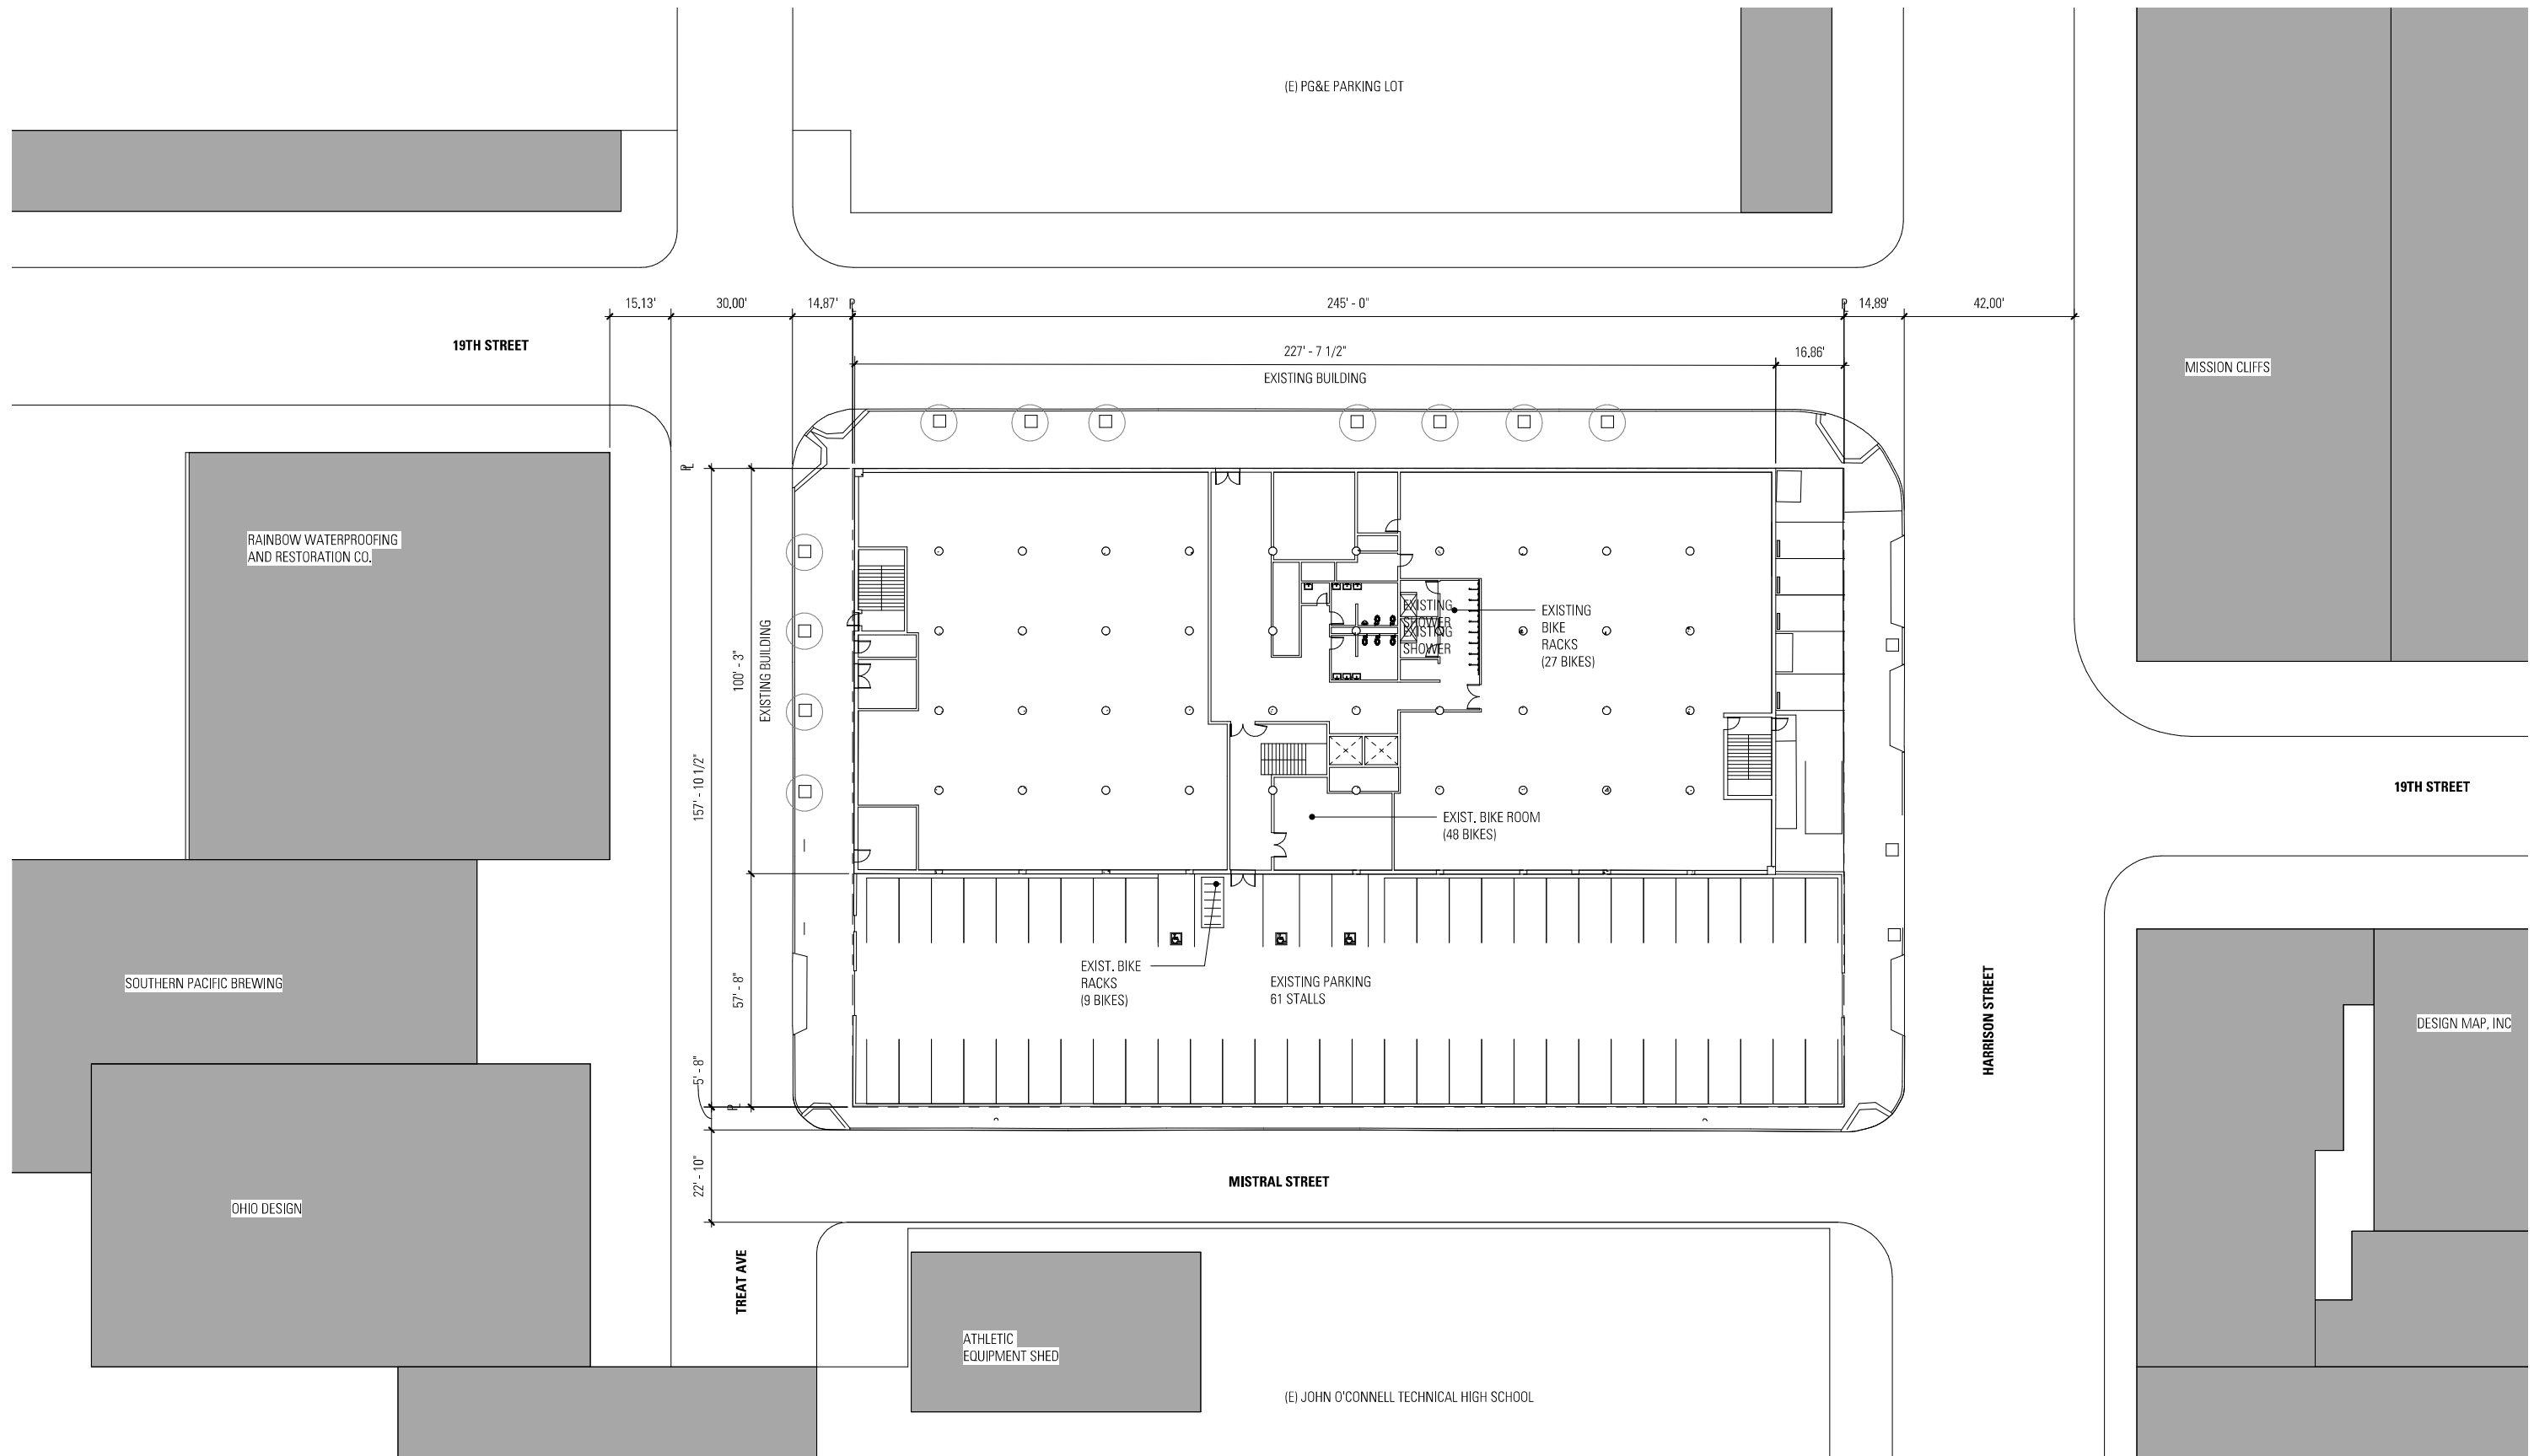 (E) PG&E PARKING LOT
15.13'
30.00'
14.87'
PL
245' - 0"
PL
14.89'
42.00'
19TH STREET
227' - 7 1/2"
16.86'
EXISTING BUILDING
MISSION CLIFFS
PL
RAINBOW WATERPROOFING
AND RESTORATION CO.
EXISTING
SHOWER
EXISTING
SHOWER
EXISTING
BIKE
RACKS
(27 BIKES)
100' - 3"
EXISTING BUILDING
157' - 10 1/2"
19TH STREET
EXIST. BIKE ROOM
(48 BIKES)
SOUTHERN PACIFIC BREWING
57' - 8"
EXIST. BIKE
RACKS
(9 BIKES)
EXISTING PARKING
61 STALLS
HARRISON STREET
DESIGN MAP, INC
5' - 8"
PL
22' - 10"
MISTRAL STREET
OHIO DESIGN
TREAT AVE
ATHLETIC
EQUIPMENT SHED
(E) JOHN O'CONNELL TECHNICAL HIGH SCHOOL